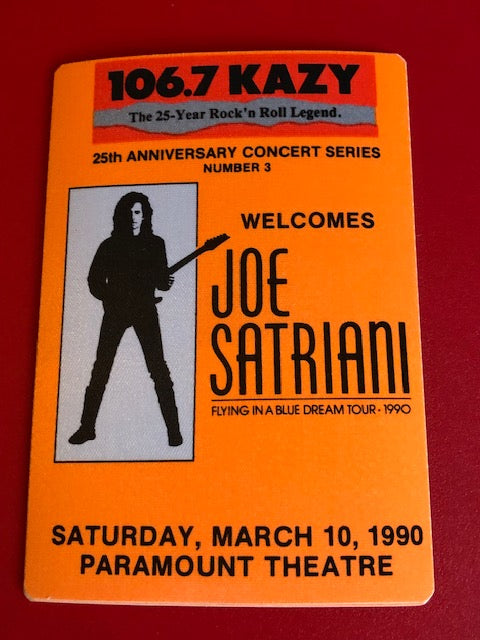 106.7 KAZY
The 25-Year Rock'n Roll Legend.
25th ANNIVERSARY CONCERT SERIES
NUMBER 3
WELCOMES
JOE
SATRIANI
FLYING IN A BLUE DREAM TOUR • 1990
SATURDAY, MARCH 10, 1990
PARAMOUNT THEATRE